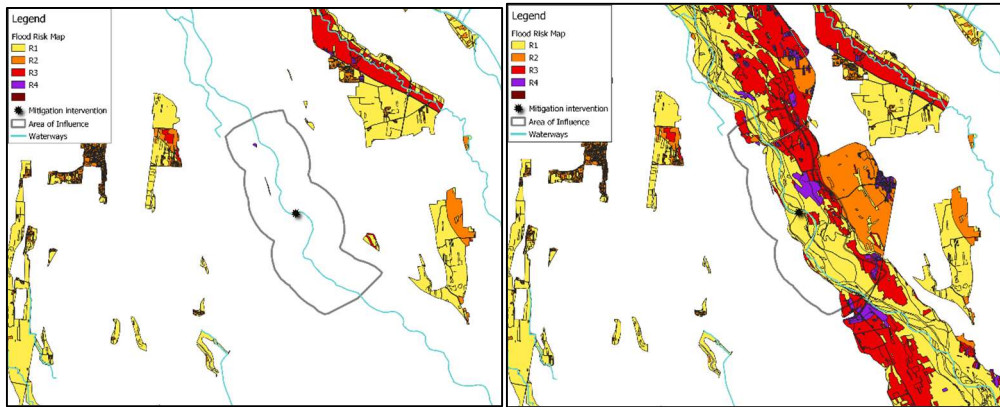 Legend
Flood Risk Map
R1
R2
R3
R4
Mitigation intervention
Area of Influence
Waterways
Legend
Flood Risk Map
R1
R2
R3
R4
Mitigation intervention
Area of Influence
Waterways